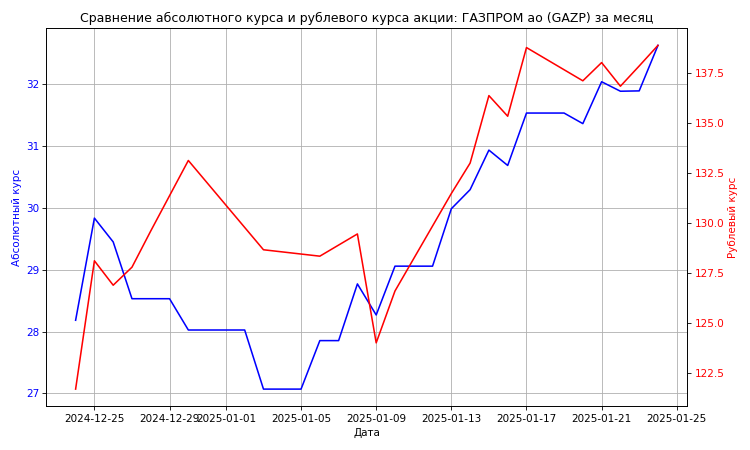 Сравнение абсолютного курса и рублевого курса акции: ГАЗПРОМ ао (GAZP) за месяц
Абсолютный курс
32
31
30
29
28
27
137.5
135.0
132.5
130.0
127.5
125.0
122.5
Рублевый курс
2024-12-25 2024-12-29 2025-01-01 2025-01-05 2025-01-09 2025-01-13 2025-01-17 2025-01-21 2025-01-25
Дата